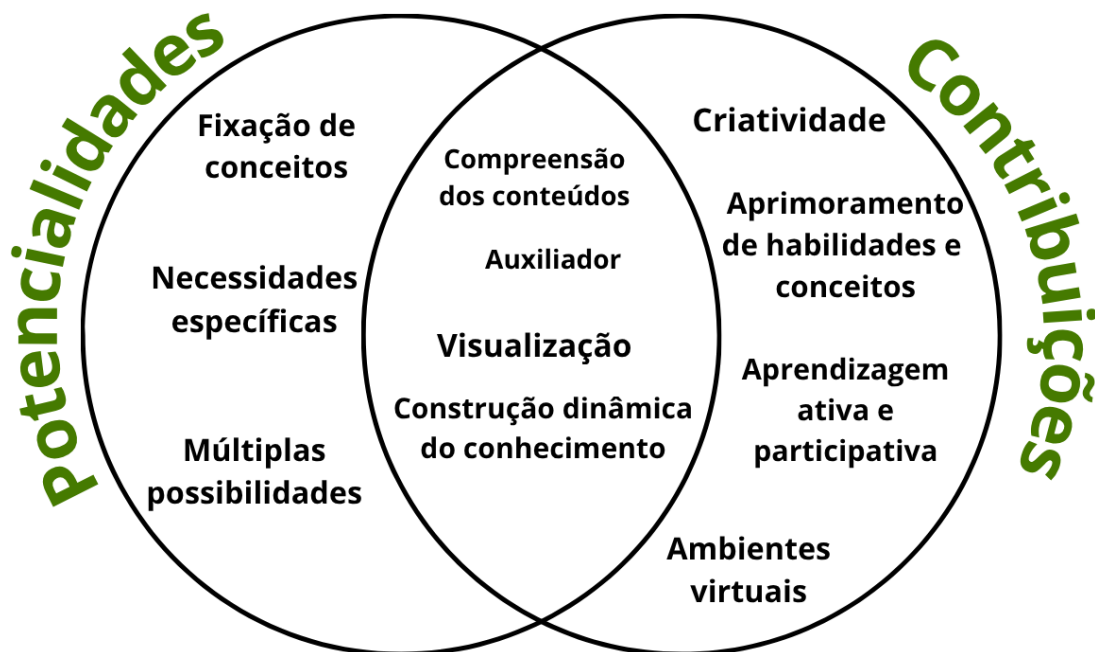 Potencialidades
Fixação de
conceitos
Necessidades
específicas
Múltiplas
possibilidades
Compreensão
dos conteúdos
Auxiliador
Visualização
Construção dinâmica
do conhecimento
Contribuições
Criatividade
Aprimoramento
de habilidades e
conceitos
Aprendizagem
ativa e
participativa
Ambientes
virtuais